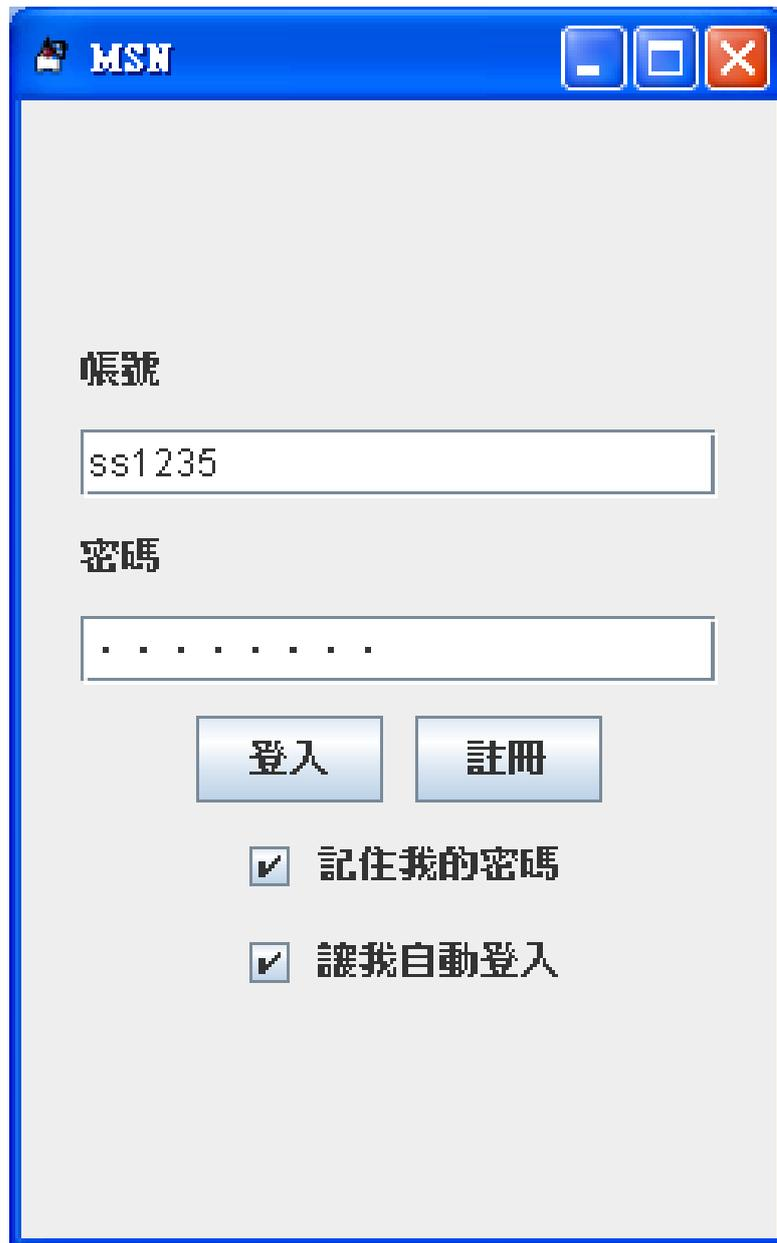 MSN
帳號
ss1235
密碼
........
登入 註冊
記住我的密碼
讓我自動登入